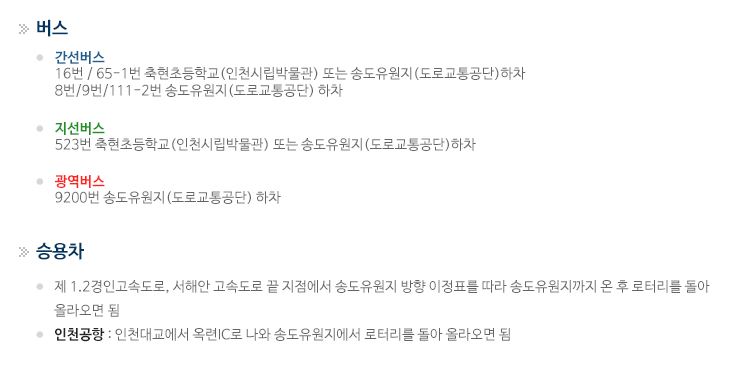 버스
간선버스
16번 / 65-1번 축현초등학교(인천시립박물관) 또는 송도유원지(도로교통공단)하차
8번/9번/111-2번 송도유원지(도로교통공단) 하차
지선버스
523번 축현초등학교(인천시립박물관) 또는 송도유원지(도로교통공단)하차
광역버스
9200번 송도유원지(도로교통공단) 하차
승용차
제 1.2경인고속도로, 서해안 고속도로 끝 지점에서 송도유원지 방향 이정표를 따라 송도유원지까지 온 후 로터리를 돌아
올라오면 됨
인천공항 : 인천대교에서 옥련IC로 나와 송도유원지에서 로터리를 돌아 올라오면 됨